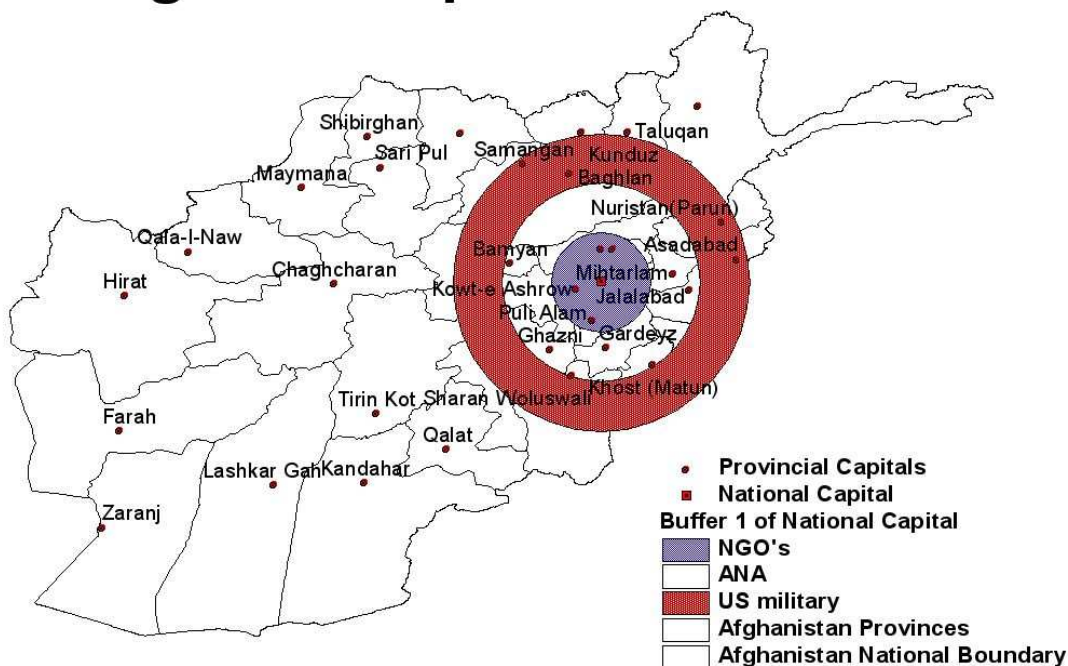 Shibirghan
Taluqan
Samangan
Kunduz
Sari Pul
Maymana
Baghlan
Nuristan(Parun)
Qala-I-Naw
Bamyan
Asadabad
Chaghcharan
Mihtarlam
Hirat
Kowt-e Ashrow
Jalalabad
Puli Alam
Ghazni
Gardeyz
Khost (Matun)
Tirin Kot
Sharan Woluswali
Farah
Qalat
Lashkar Gah
Kandahar
Zaranj
Provincial Capitals
National Capital
Buffer 1 of National Capital
NGO's
ANA
US military
Afghanistan Provinces
Afghanistan National Boundary